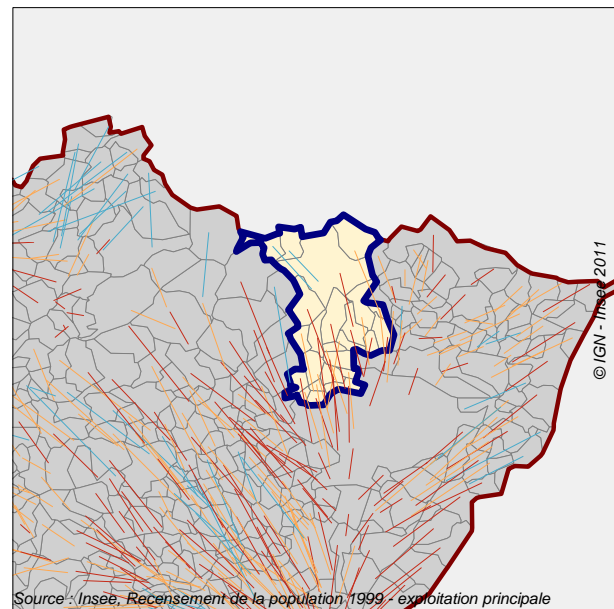 © IGN - Insee 2011
Source : Insee, Recensement de la population 1999 - exploitation principale